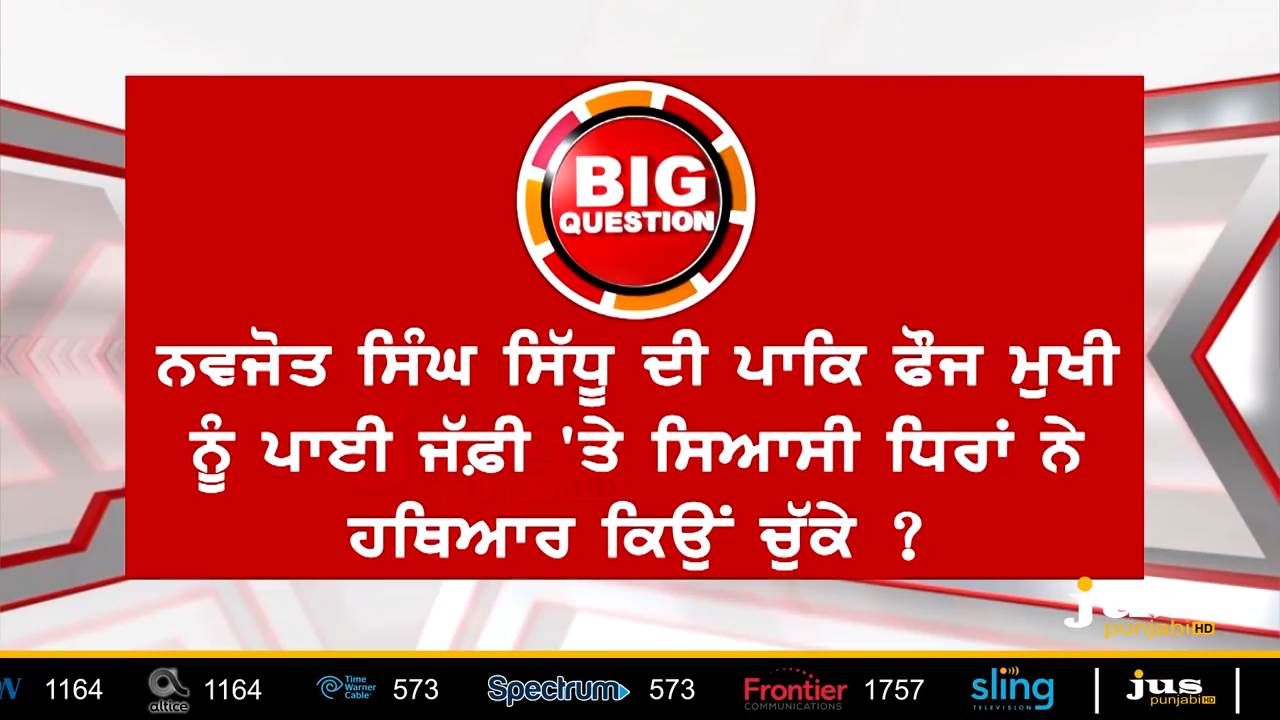 BIG
QUESTION
ਨਵਜੋਤ ਸਿੰਘ ਸਿੱਧੂ ਦੀ ਪਾਕਿ ਫੌਜ ਮੁਖੀ
ਨੂੰ ਪਾਈ ਜੱਫ਼ੀ 'ਤੇ ਸਿਆਸੀ ਧਿਰਾਂ ਨੇ
ਹਥਿਆਰ ਕਿਉਂ ਚੁੱਕੇ ?
jus
punjabi HD
1164 altice 1164 Time Warner Cable 573 Spectrum 573 Frontier COMMUNICATIONS 1757 sling TELEVISION jus punjabi HD